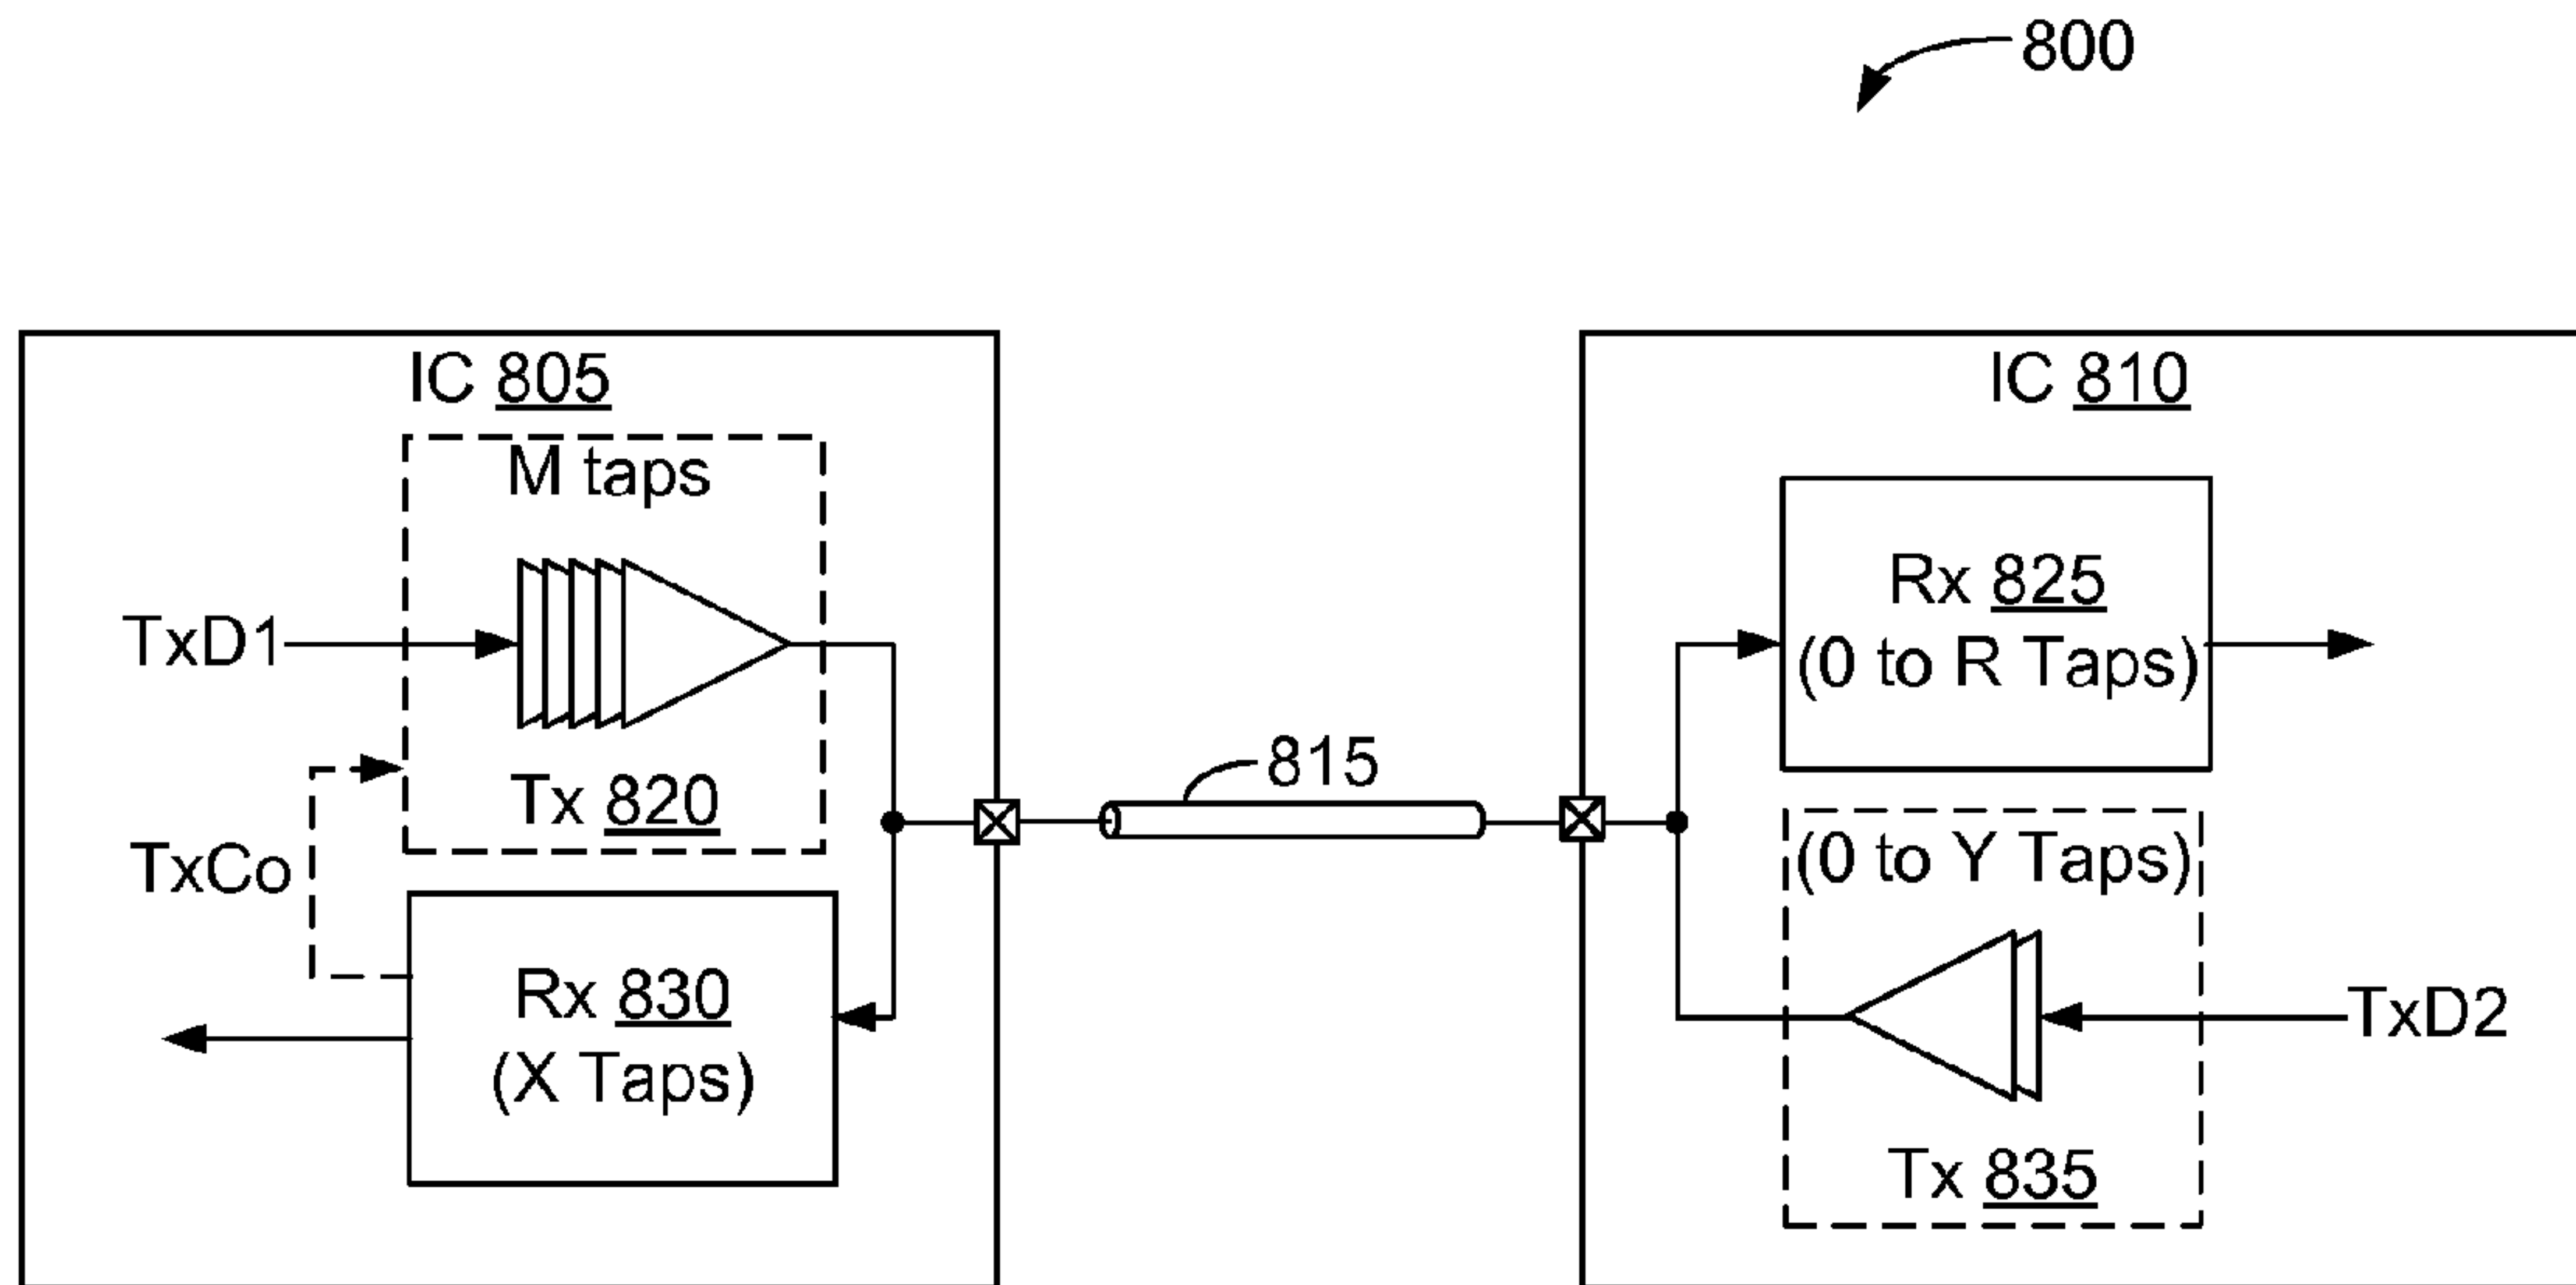 800
IC 805
M taps
TxD1
Tx 820
TxCo
Rx 830
(X Taps)
815
IC 810
Rx 825
(0 to R Taps)
(0 to Y Taps)
TxD2
Tx 835